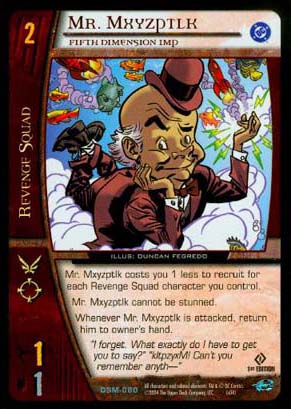 2
Mr. Mxyzptlk
Fifth Dimension Imp
DC
Revenge Squad
Illus: Duncan Fegredo
Mr. Mxyzptlk costs you 1 less to recruit for
each Revenge Squad character you control.
Mr. Mxyzptlk cannot be stunned.
Whenever Mr. Mxyzptlk is attacked, return
him to owner's hand.
"I forget. What exactly do I have to get
you to say?" "kltpzyxM! Can't you
remember anyth—"
1
1
DSM-080
1st Edition